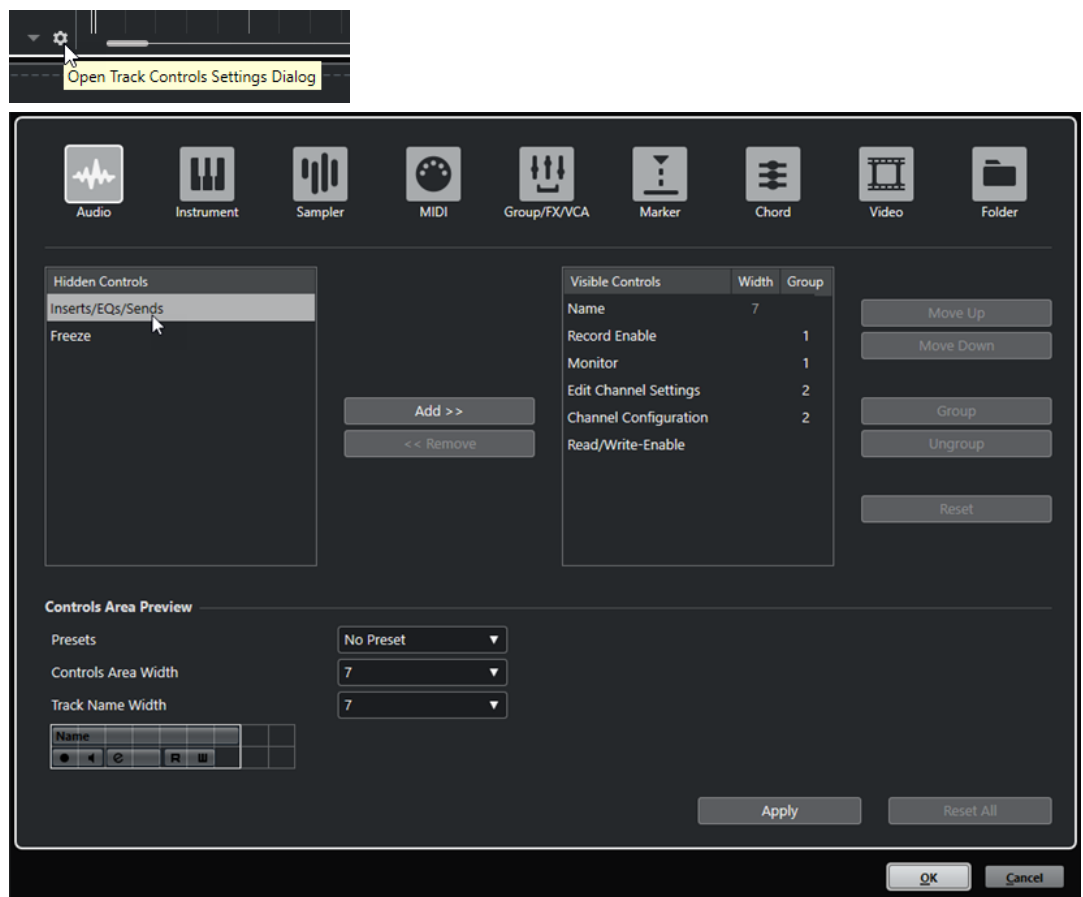 Open Track Controls Settings Dialog
Audio Instrument Sampler MIDI Group/FX/VCA Marker Chord Video Folder
Hidden Controls
Inserts/EQs/Sends
Freeze
Add >>
<< Remove
Visible Controls Width Group
Name 7
Record Enable 1
Monitor 1
Edit Channel Settings 2
Channel Configuration 2
Read/Write-Enable
Move Up
Move Down
Group
Ungroup
Reset
Controls Area Preview
Presets No Preset
Controls Area Width 7
Track Name Width 7
Name
e R W
Apply Reset All
OK Cancel